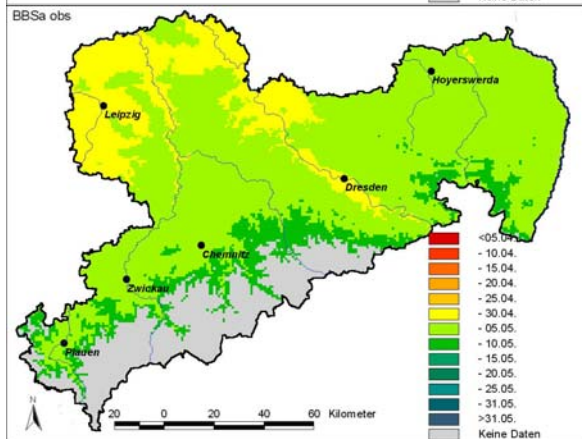 BBSa obs
Hoyerswerda
Leipzig
Dresden
Chemnitz
Zwickau
Plauen
<05.04.
- 10.04.
- 15.04.
- 20.04.
- 25.04.
- 30.04.
- 05.05.
- 10.05.
- 15.05.
- 20.05.
- 25.05.
- 31.05.
>31.05.
Keine Daten
N
20 0 20 40 60 Kilometer